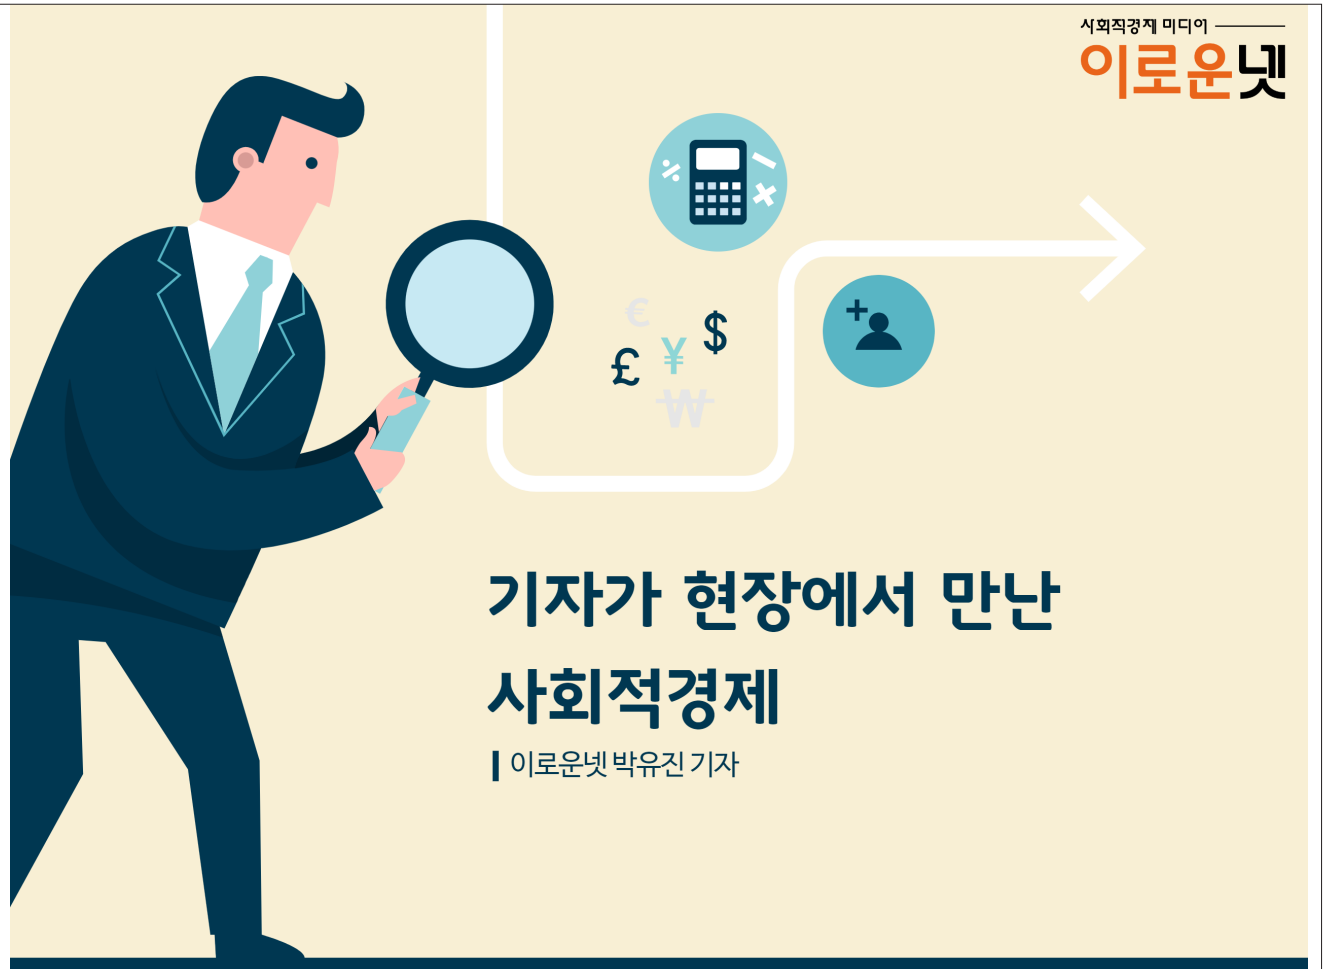 사회적경제 미디어
이로운넷
€
£ ¥ $
₩
기자가 현장에서 만난
사회적경제
이로운넷 박유진 기자